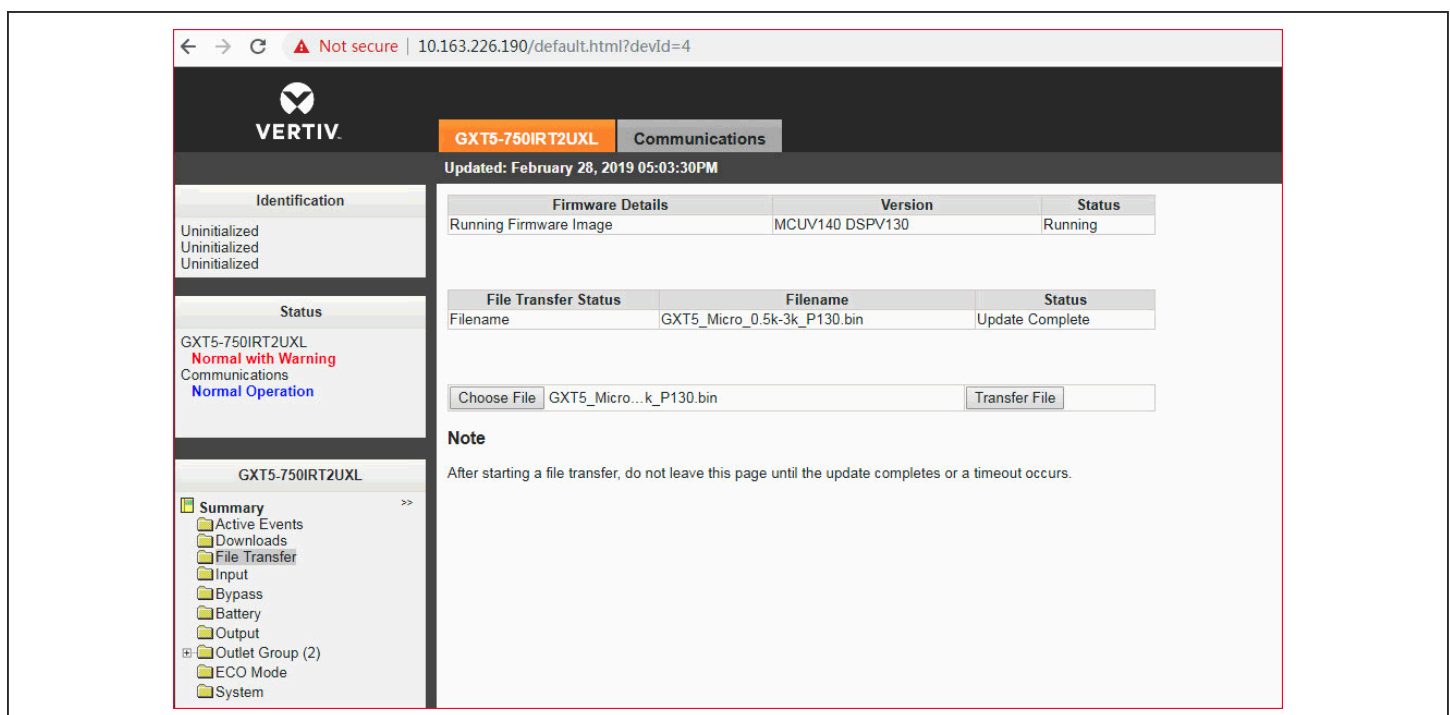 Not secure | 10.163.226.190/default.html?devId=4
VERTIV.
GXT5-750IRT2UXL Communications
Updated: February 28, 2019 05:03:30PM
Identification
Uninitialized
Uninitialized
Uninitialized
Status
GXT5-750IRT2UXL
Normal with Warning
Communications
Normal Operation
GXT5-750IRT2UXL
Summary >>
Active Events
Downloads
File Transfer
Input
Bypass
Battery
Output
Outlet Group (2)
ECO Mode
System
Firmware Details Version Status
Running Firmware Image MCUV140 DSPV130 Running
File Transfer Status Filename Status
Filename GXT5_Micro_0.5k-3k_P130.bin Update Complete
Choose File GXT5_Micro...k_P130.bin Transfer File
Note
After starting a file transfer, do not leave this page until the update completes or a timeout occurs.